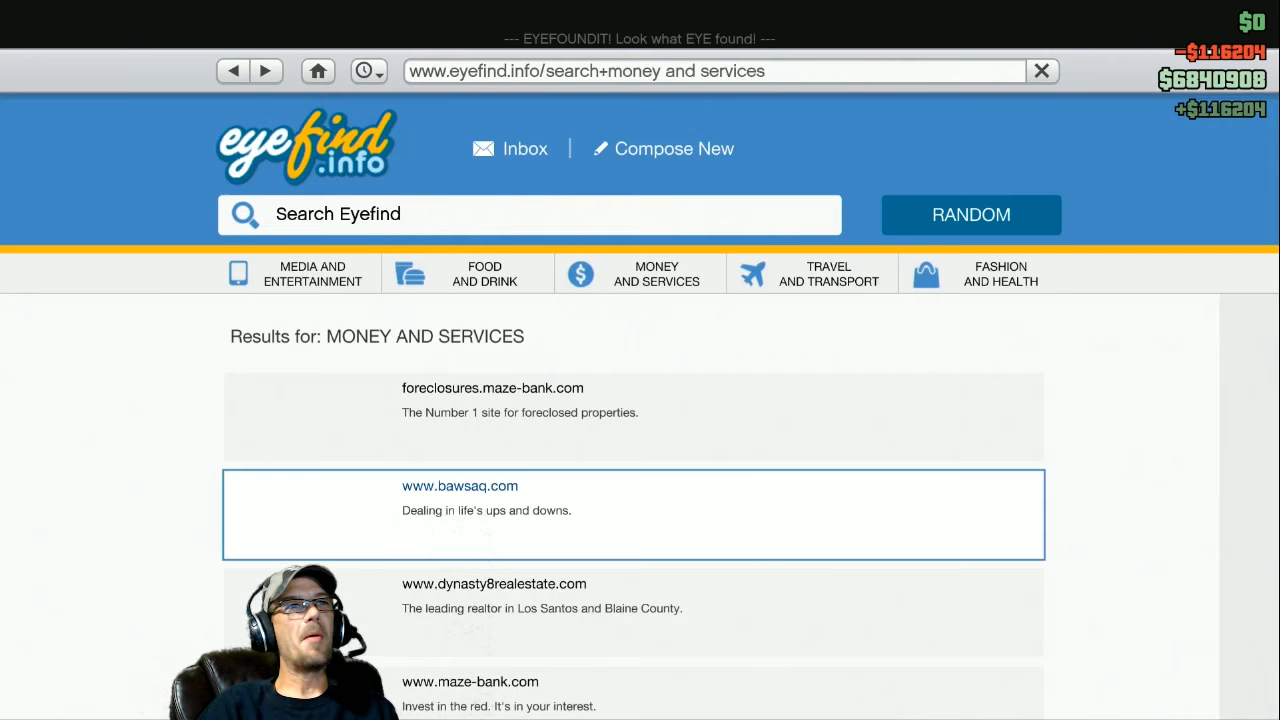 $0
--- EYEFOUNDIT! Look what EYE found! ---
-$116204
www.eyefind.info/search+money and services
$6840908
+$116204
eyefind
.info
Inbox
Compose New
Search Eyefind
RANDOM
MEDIA AND
ENTERTAINMENT
FOOD
AND DRINK
MONEY
AND SERVICES
TRAVEL
AND TRANSPORT
FASHION
AND HEALTH
Results for: MONEY AND SERVICES
foreclosures.maze-bank.com
The Number 1 site for foreclosed properties.
www.bawsaq.com
Dealing in life's ups and downs.
www.dynasty8realestate.com
The leading realtor in Los Santos and Blaine County.
www.maze-bank.com
Invest in the red. It's in your interest.